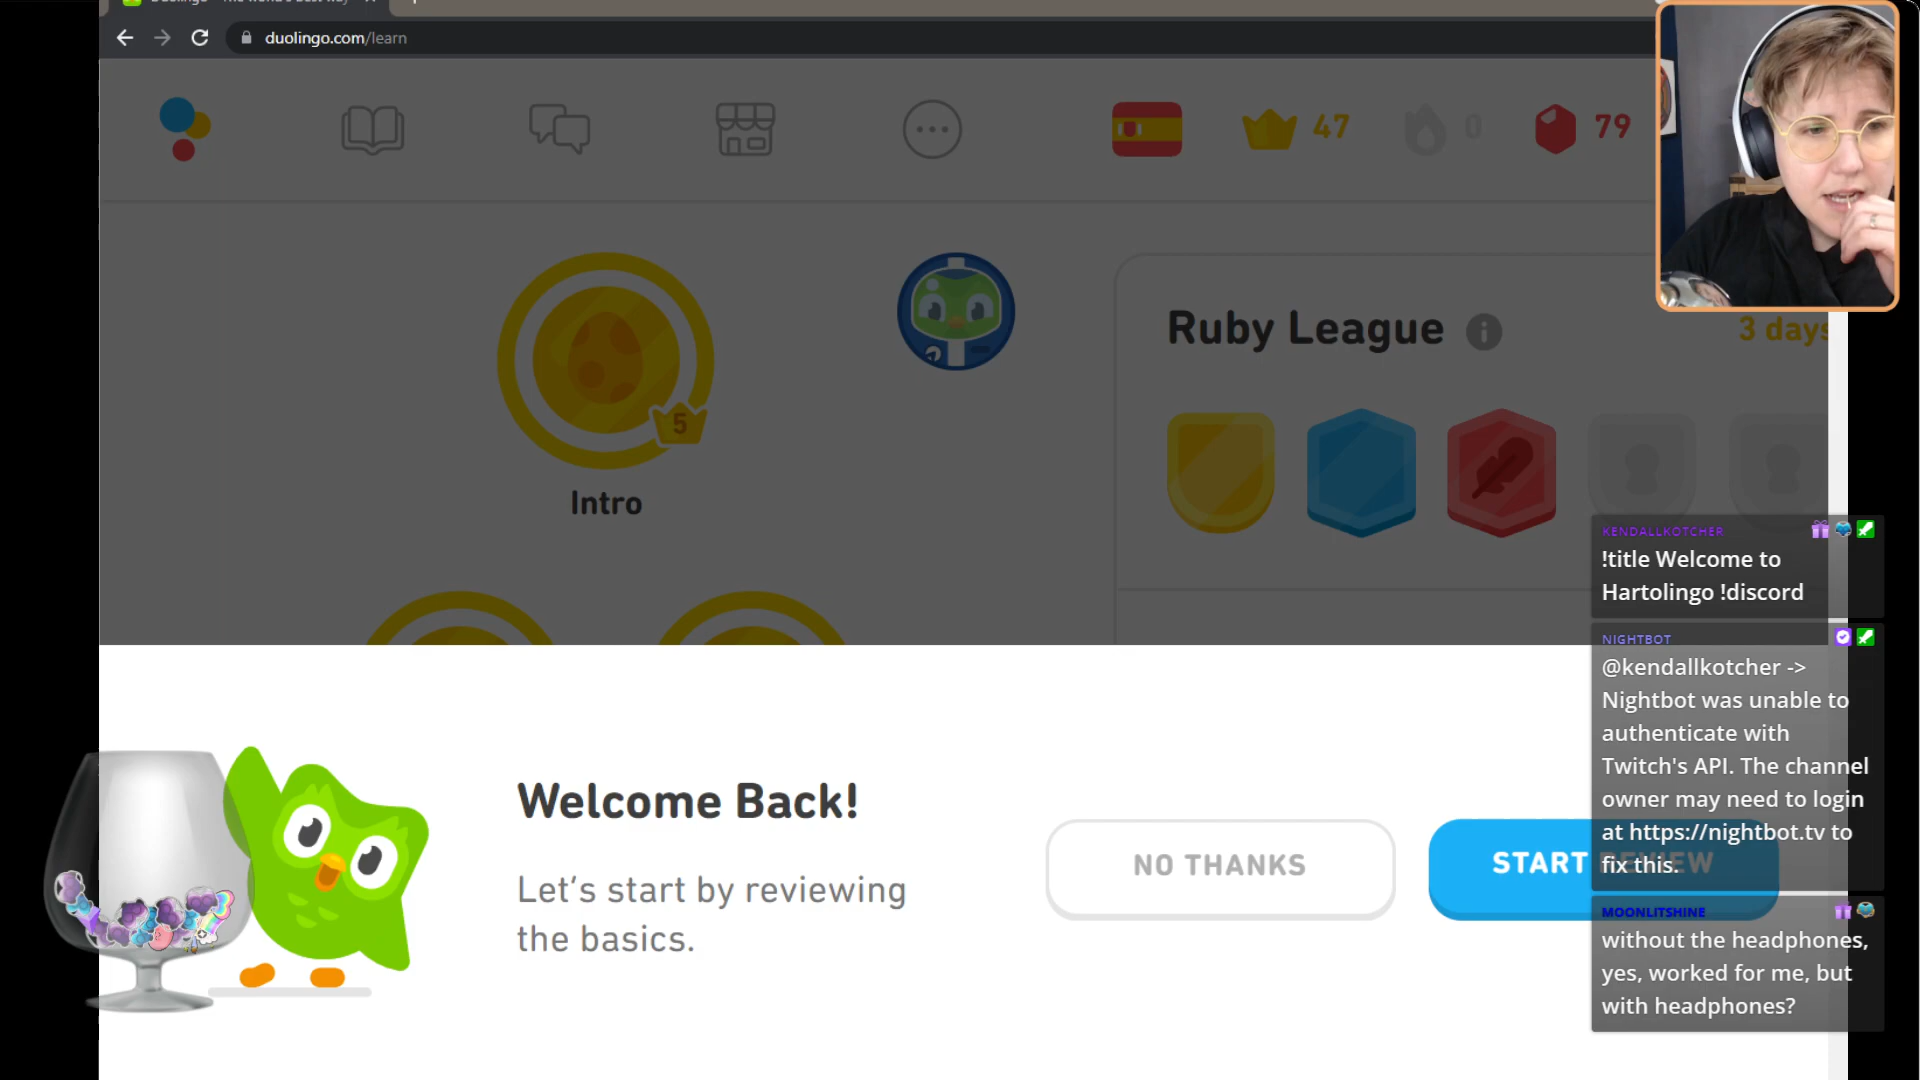 duolingo.com/learn
47
0
79
Ruby League
3 days
5
Intro
KENDALLKOTCHER
!title Welcome to
Hartolingo !discord
NIGHTBOT
@kendallkotcher ->
Nightbot was unable to
authenticate with
Twitch's API. The channel
owner may need to login
at https://nightbot.tv to
fix this.
Welcome Back!
Let's start by reviewing
the basics.
NO THANKS
START REVIEW
MOONLITSHINE
without the headphones,
yes, worked for me, but
with headphones?